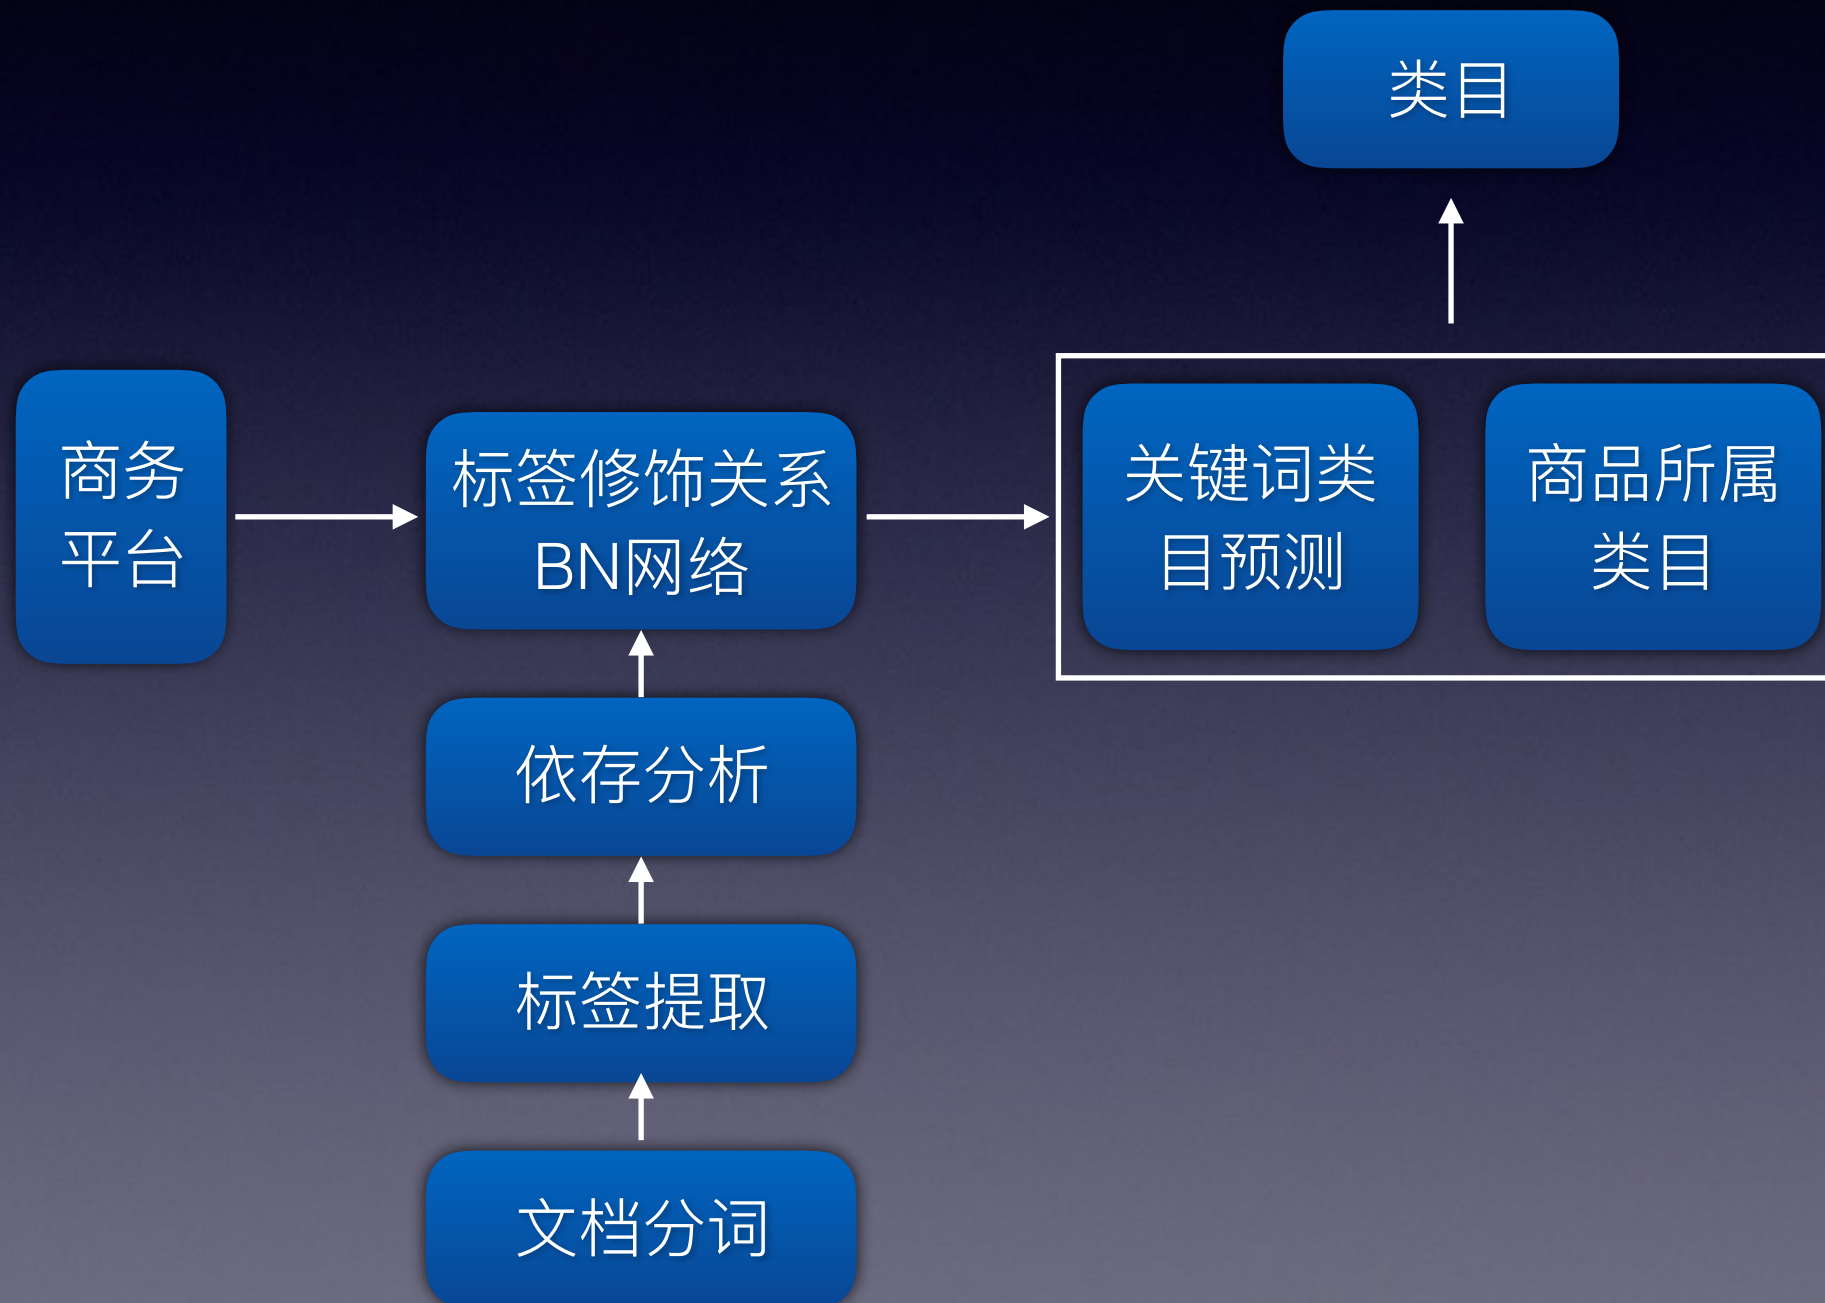 类目
商务
平台
标签修饰关系
BN网络
关键词类
目预测
商品所属
类目
依存分析
标签提取
文档分词